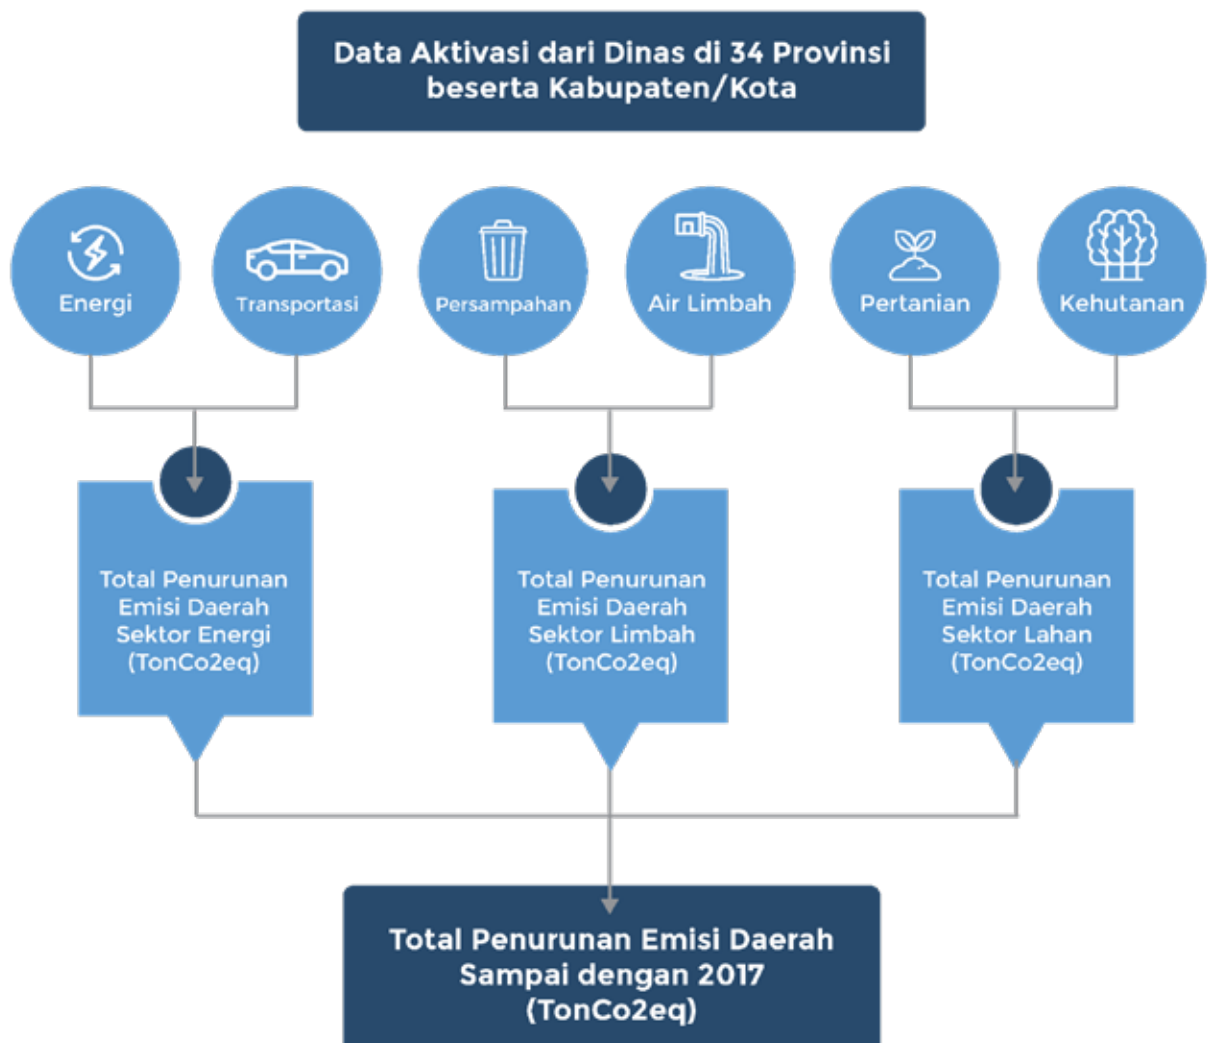 Data Aktivasi dari Dinas di 34 Provinsi
beserta Kabupaten/Kota
Energi
Transportasi
Persampahan
Air Limbah
Pertanian
Kehutanan
Total Penurunan
Emisi Daerah
Sektor Energi
(TonCo2eq)
Total Penurunan
Emisi Daerah
Sektor Limbah
(TonCo2eq)
Total Penurunan
Emisi Daerah
Sektor Lahan
(TonCo2eq)
Total Penurunan Emisi Daerah
Sampai dengan 2017
(TonCo2eq)